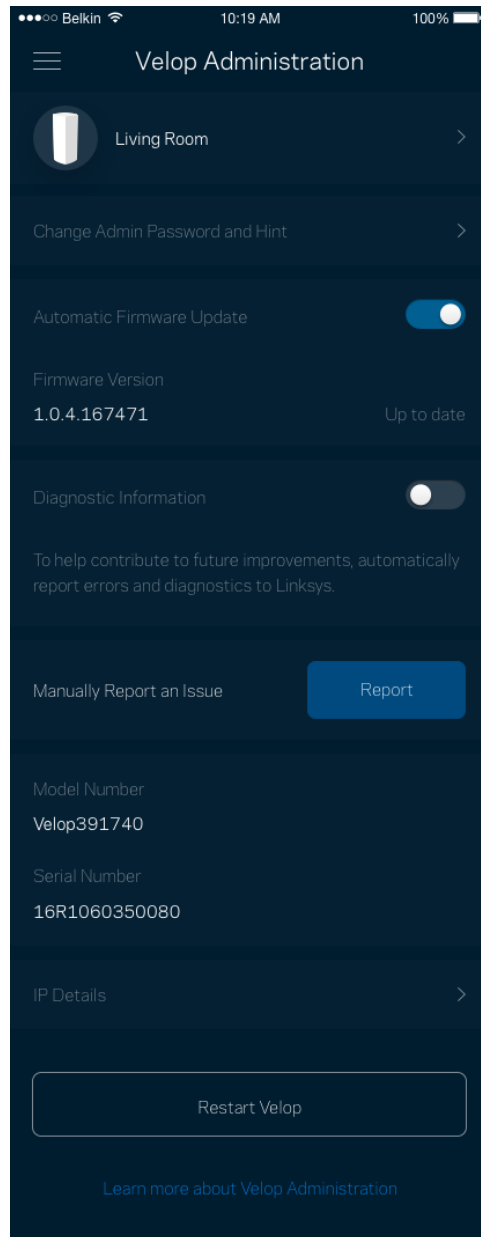 Belkin 10:19 AM 100%
Velop Administration
Living Room
Change Admin Password and Hint
Automatic Firmware Update
Firmware Version
1.0.4.167471 Up to date
Diagnostic Information
To help contribute to future improvements, automatically
report errors and diagnostics to Linksys.
Manually Report an Issue Report
Model Number
Velop391740
Serial Number
16R1060350080
IP Details
Restart Velop
Learn more about Velop Administration